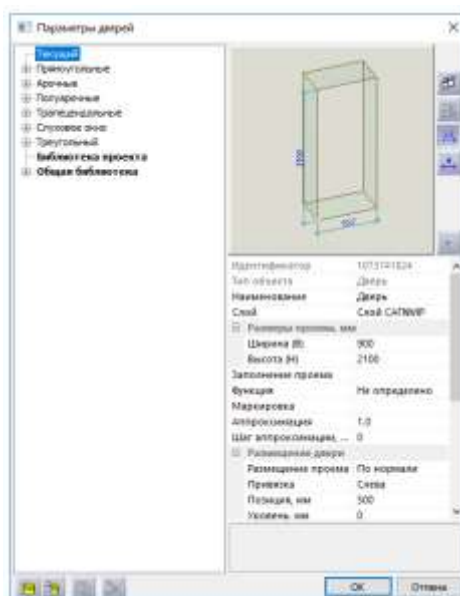 Параметры дверей
Текущий
Прямоугольные
Арочные
Полуарочные
Трапецеидальные
Слуховое окно
Треугольный
Библиотека проекта
Общая библиотека
2100
900
Идентификатор 1073741824
Тип объекта Дверь
Наименование Дверь
Слой Слой
Размеры проема, мм
Ширина (B) 900
Высота (H) 2100
Заполнение проема
Функция Не определено
Маркировка
Аппроксимация 1.0
Шаг аппроксимации, ... 0
Размещение двери
Размещение проема По нормали
Привязка Слева
Позиция, мм 500
Уровень, мм 0
OK Отмена